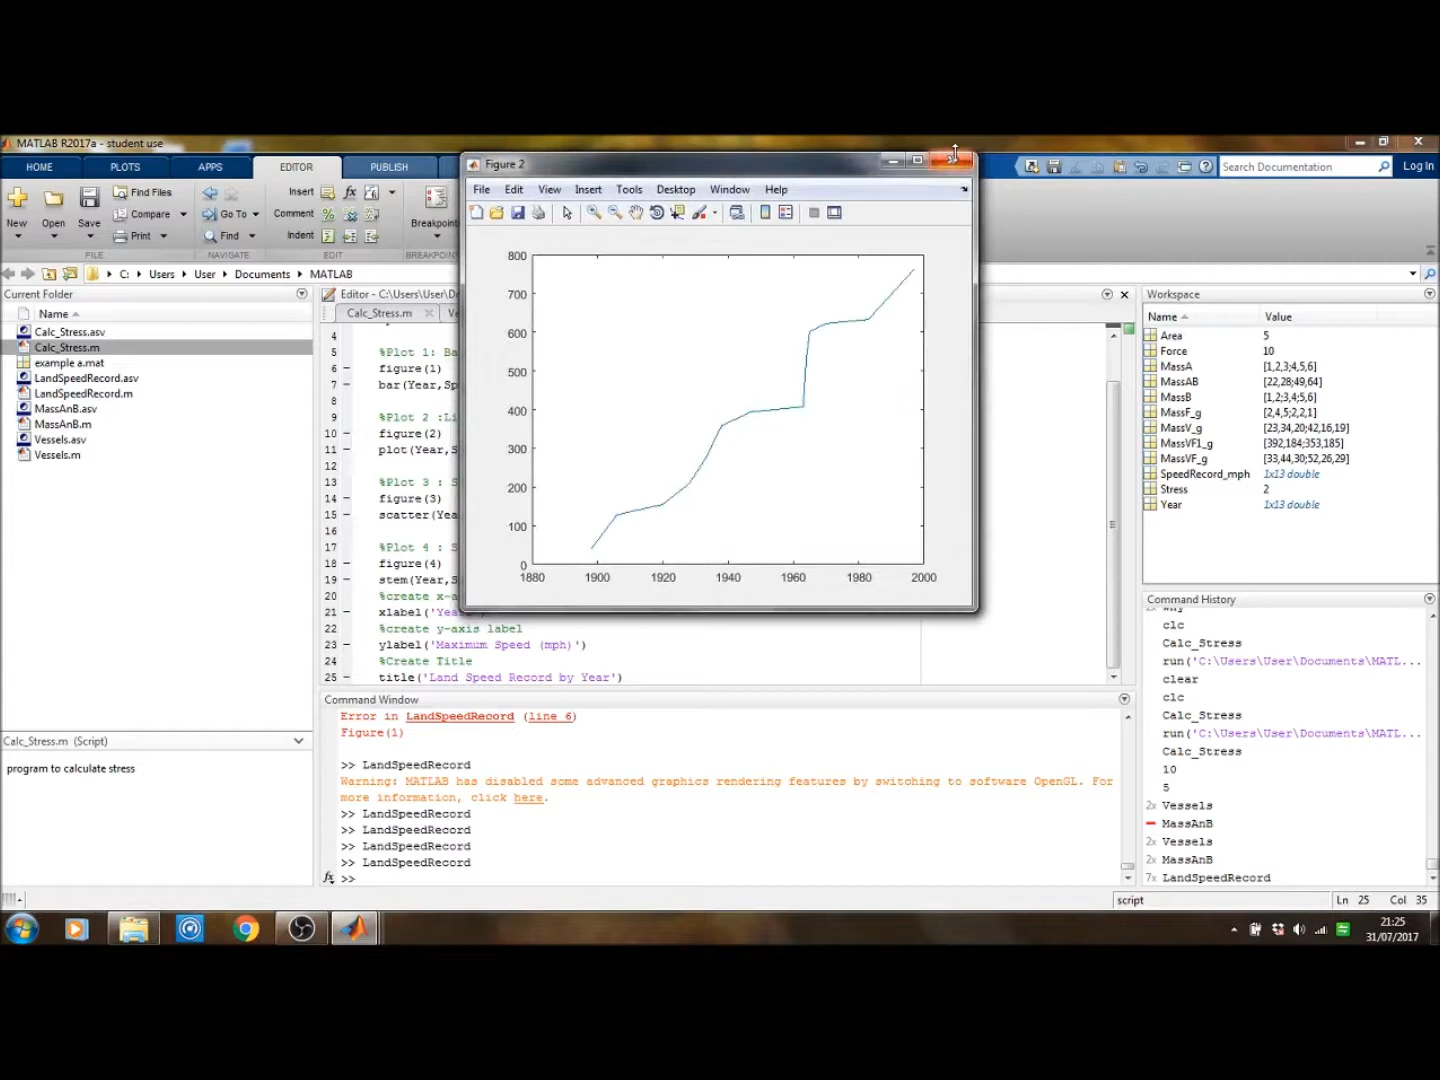 MATLAB R2017a - student use
HOME
PLOTS
APPS
EDITOR
PUBLISH
Search Documentation
Log In
New
Open
Save
Find Files
Compare
Print
Go To
Find
Insert
Comment
Indent
Breakpoint
FILE
NAVIGATE
EDIT
BREAKPOIN
C: Users User Documents MATLAB
Current Folder
Name
Calc_Stress.asv
Calc_Stress.m
example a.mat
LandSpeedRecord.asv
LandSpeedRecord.m
MassAnB.asv
MassAnB.m
Vessels.asv
Vessels.m
Calc_Stress.m (Script)
program to calculate stress
Editor - C:\Users\User\D
Calc_Stress.m
4
5 %Plot 1: Ba
6 figure(1)
7 bar(Year,Sp
8
9 %Plot 2 :Li
10 figure(2)
11 plot(Year,S
12
13 %Plot 3 : S
14 figure(3)
15 scatter(Yea
16
17 %Plot 4 : S
18 figure(4)
19 stem(Year,S
20 %create x-a
21 xlabel('Year
22 %create y-axis label
23 ylabel('Maximum Speed (mph)')
24 %Create Title
25 title('Land Speed Record by Year')
Figure 2
File Edit View Insert Tools Desktop Window Help
800
700
600
500
400
300
200
100
0
1880 1900 1920 1940 1960 1980 2000
Command Window
Error in LandSpeedRecord (line 6)
Figure(1)
>> LandSpeedRecord
Warning: MATLAB has disabled some advanced graphics rendering features by switching to software OpenGL. For
more information, click here.
>> LandSpeedRecord
>> LandSpeedRecord
>> LandSpeedRecord
>> LandSpeedRecord
fx >>
Workspace
Name Value
Area 5
Force 10
MassA [1,2,3;4,5,6]
MassAB [22,28;49,64]
MassB [1,2;3,4;5,6]
MassF_g [2,4,5;2,2,1]
MassV_g [23,34,20;42,16,19]
MassVF1_g [392,184;353,185]
MassVF_g [33,44,30;52,26,29]
SpeedRecord_mph 1x13 double
Stress 2
Year 1x13 double
Command History
2x why
clc
Calc_Stress
run('C:\Users\User\Documents\MATL...
clear
clc
Calc_Stress
run('C:\Users\User\Documents\MATL...
Calc_Stress
10
5
2x Vessels
MassAnB
2x Vessels
2x MassAnB
7x LandSpeedRecord
script
Ln 25 Col 35
21:25
31/07/2017